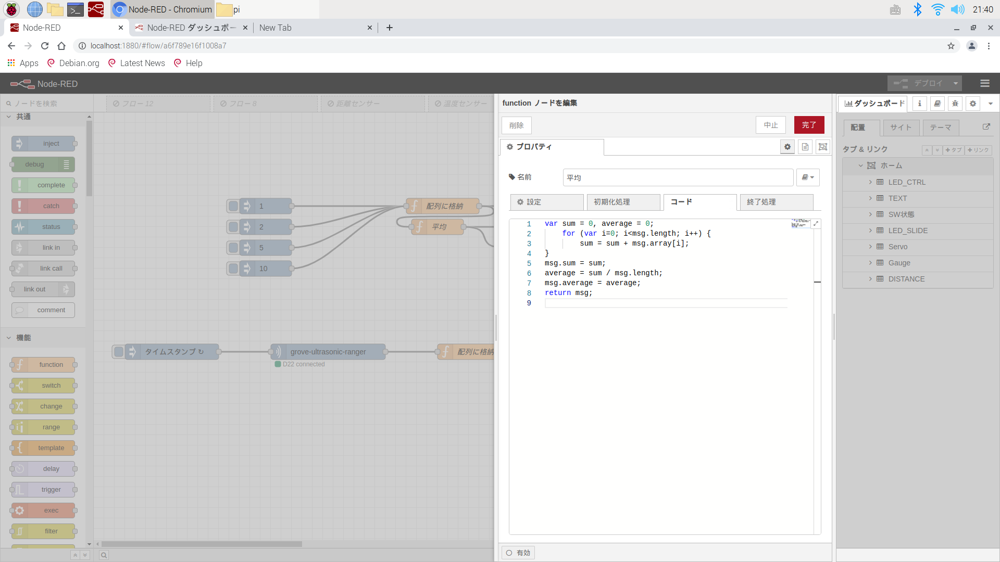 Node-RED - Chromium
pi
21:40
Node-RED
Node-RED ダッシュボー
New Tab
localhost:1880/#flow/a6f789e16f1008a7
Apps
Debian.org
Latest News
Help
Node-RED
デプロイ
ノードを検索
フロー 12
フロー 8
距離センサー
温度センサー
共通
inject
debug
complete
catch
status
link in
link call
link out
comment
機能
function
switch
change
range
template
delay
trigger
exec
filter
1
2
5
10
配列に格納
平均
タイムスタンプ ↻
grove-ultrasonic-ranger
D22 connected
配列に格納
function ノードを編集
削除
中止
完了
プロパティ
名前
平均
設定
初期化処理
コード
終了処理
1 var sum = 0, average = 0;
2 for (var i=0; i<msg.length; i++) {
3 sum = sum + msg.array[i];
4 }
5 msg.sum = sum;
6 average = sum / msg.length;
7 msg.average = average;
8 return msg;
9
有効
ダッシュボード
配置
サイト
テーマ
タブ & リンク
+ タブ
+ リンク
ホーム
LED_CTRL
TEXT
SW状態
LED_SLIDE
Servo
Gauge
DISTANCE